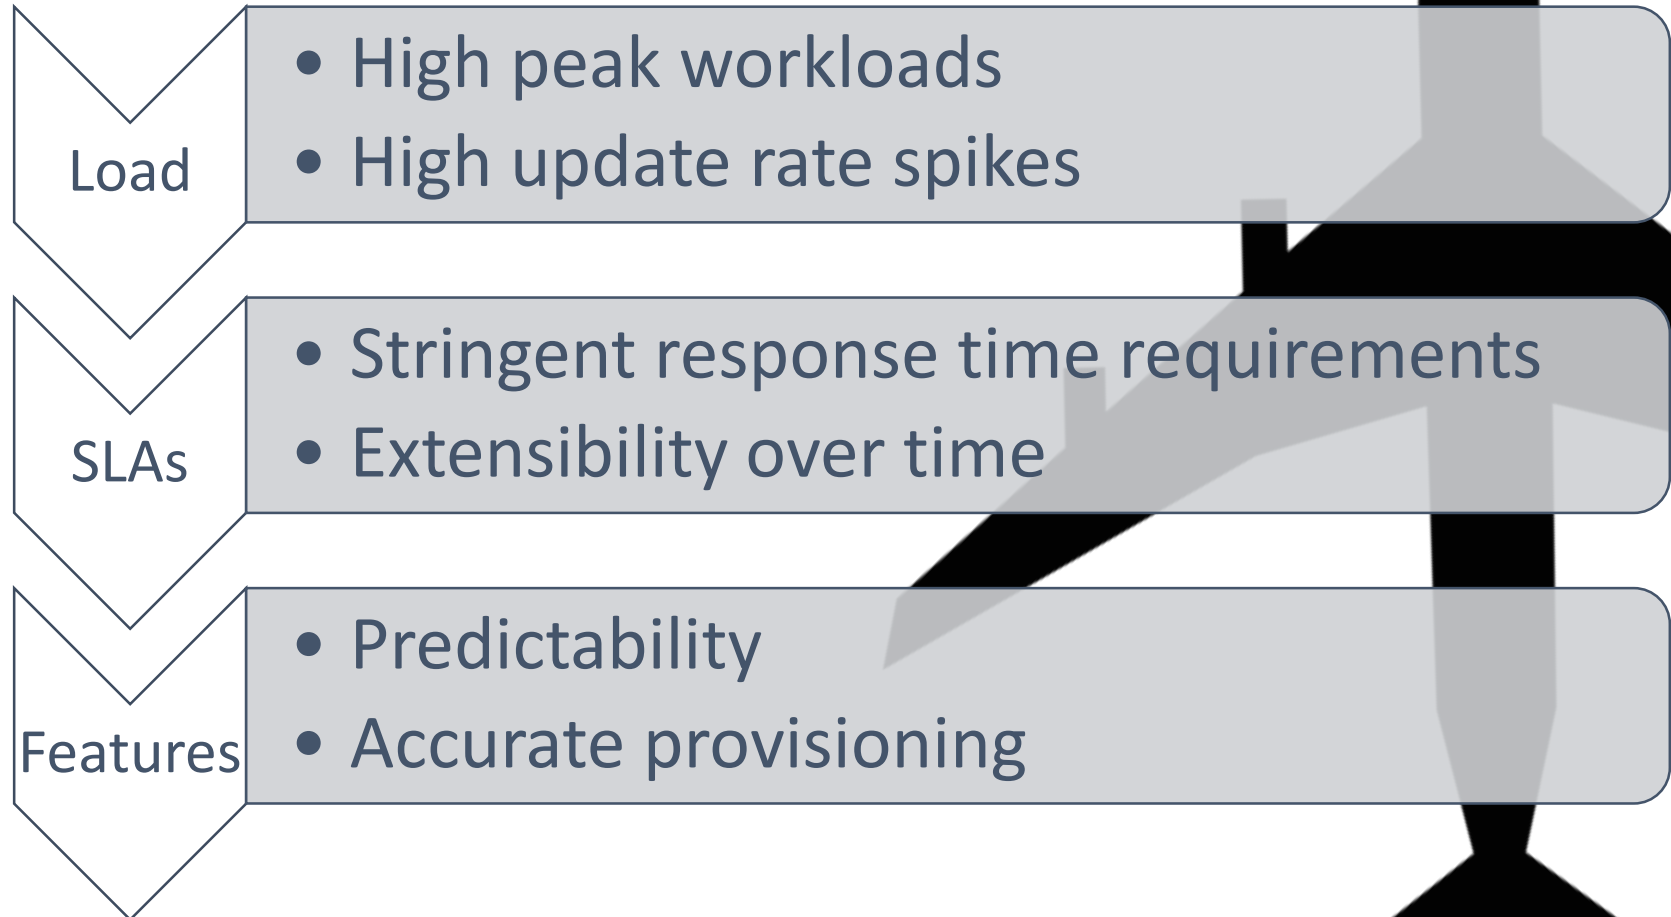 Load
• High peak workloads
• High update rate spikes
SLAs
• Stringent response time requirements
• Extensibility over time
Features
• Predictability
• Accurate provisioning